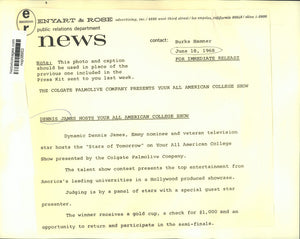 e
r
ENYART & ROSE advertising, inc.
public relations department
news
contact: Burks Hamner
June 18, 1968
FOR IMMEDIATE RELEASE
Note: This photo and caption
should be used in place of the
previous one included in the
Press Kit sent to you last week.
THE COLGATE PALMOLIVE COMPANY PRESENTS YOUR ALL AMERICAN COLLEGE SHOW
DENNIS JAMES HOSTS YOUR ALL AMERICAN COLLEGE SHOW
Dynamic Dennis James, Emmy nominee and veteran television
star hosts the "Stars of Tomorrow" on Your All American College
Show presented by the Colgate Palmolive Company.
The talent show contest presents the top entertainment from
America's leading universities in a Hollywood produced showcase.
Judging is by a panel of stars with a special guest star
presenter.
The winner receives a gold cup, a check for $1,000 and an
opportunity to return and participate in the semi-finals.